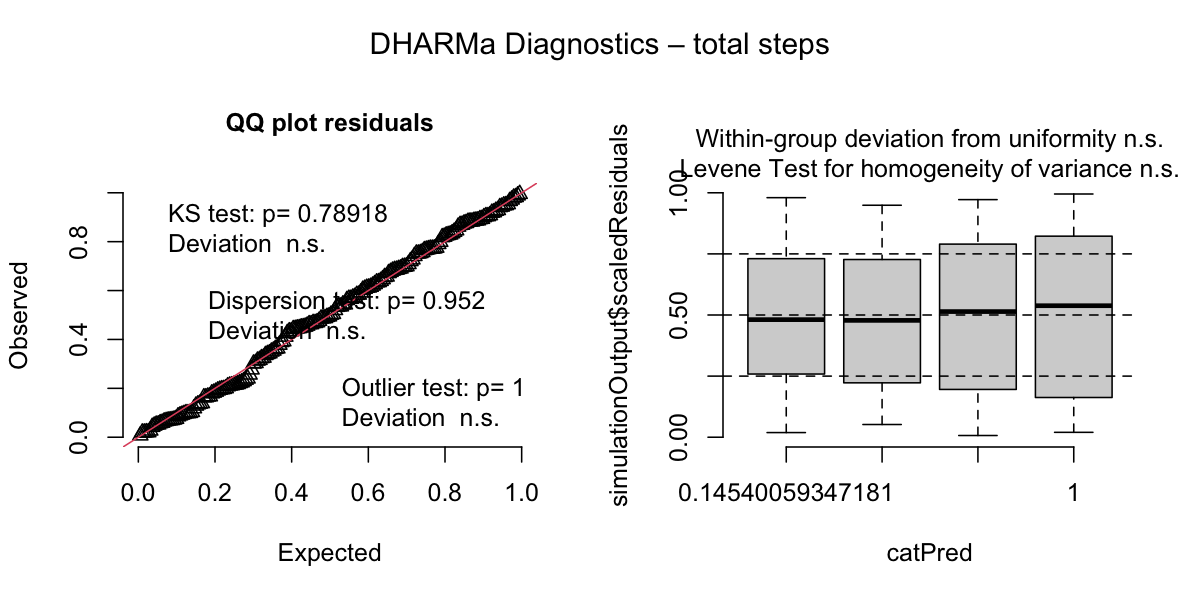 DHARMa Diagnostics – total steps
QQ plot residuals
KS test: p= 0.78918
Deviation  n.s.
Dispersion test: p= 0.952
Deviation  n.s.
Outlier test: p= 1
Deviation  n.s.
Observed
0.0
0.4
0.8
0.0 0.2 0.4 0.6 0.8 1.0
Expected
Within-group deviation from uniformity n.s.
Levene Test for homogeneity of variance n.s.
simulationOutput$scaledResiduals
0.00
0.50
1.00
0.14540059347181 1
catPred